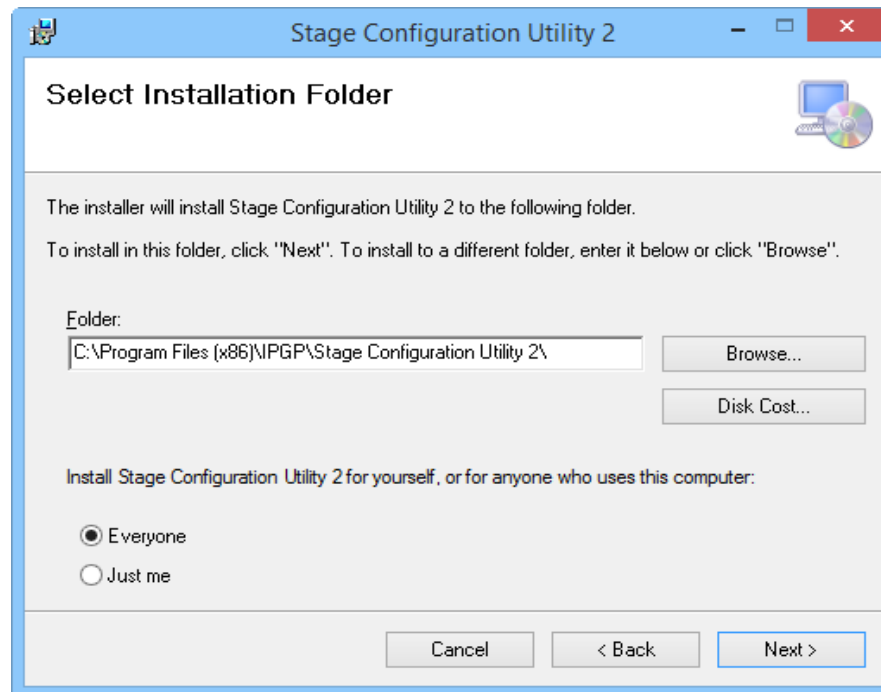 Stage Configuration Utility 2
Select Installation Folder
The installer will install Stage Configuration Utility 2 to the following folder.
To install in this folder, click "Next". To install to a different folder, enter it below or click "Browse".
Folder:
C:\Program Files (x86)\IPGP\Stage Configuration Utility 2\
Browse...
Disk Cost...
Install Stage Configuration Utility 2 for yourself, or for anyone who uses this computer:
Everyone
Just me
Cancel
< Back
Next >